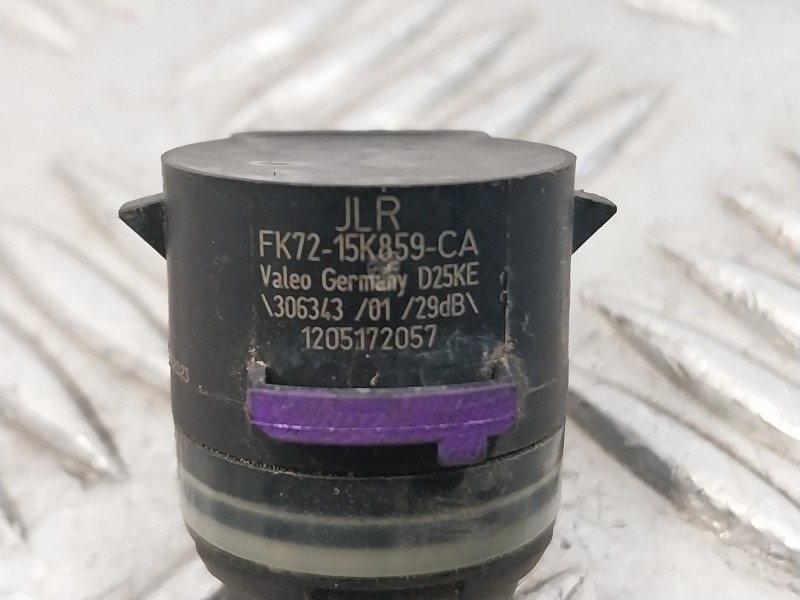 JLR
FK72-15K859-CA
Valeo Germany D25KE
\306343 /01 /29dB\
1205172057